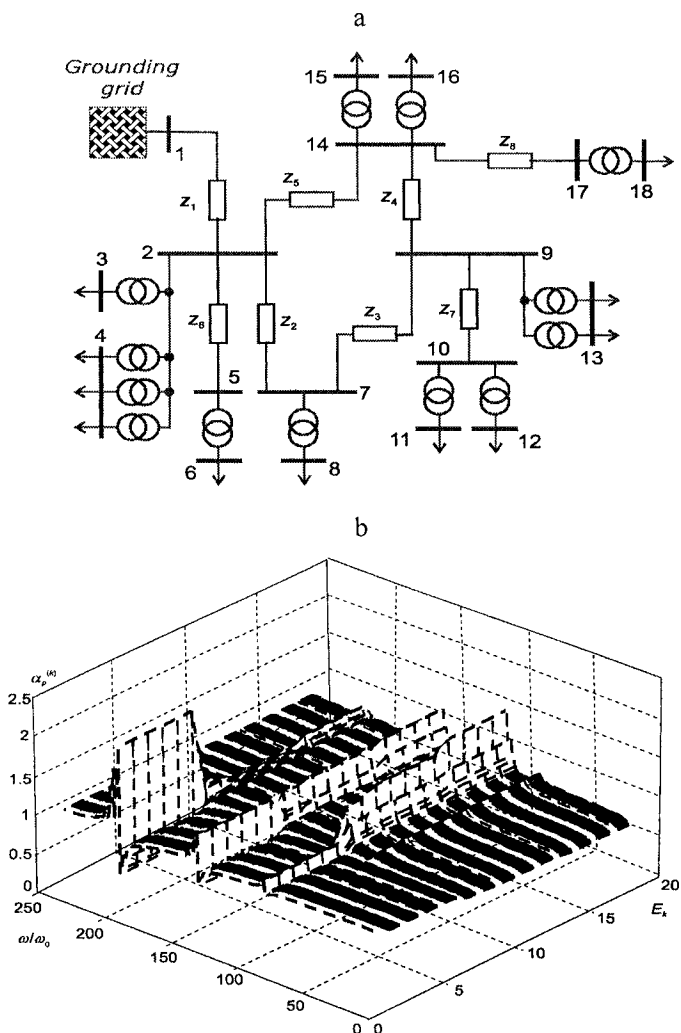 a
Grounding
grid
1
z₁
2
3
4
z₆
5
6
z₂
7
8
z₅
z₃
14
15
16
z₄
z₈
17
18
9
z₇
10
11
12
13
b
αₚ⁽ᵏ⁾
2.5
2
1.5
1
0.5
0
250
200
150
100
50
0
ω/ω₀
0
5
10
15
20
Eₖ